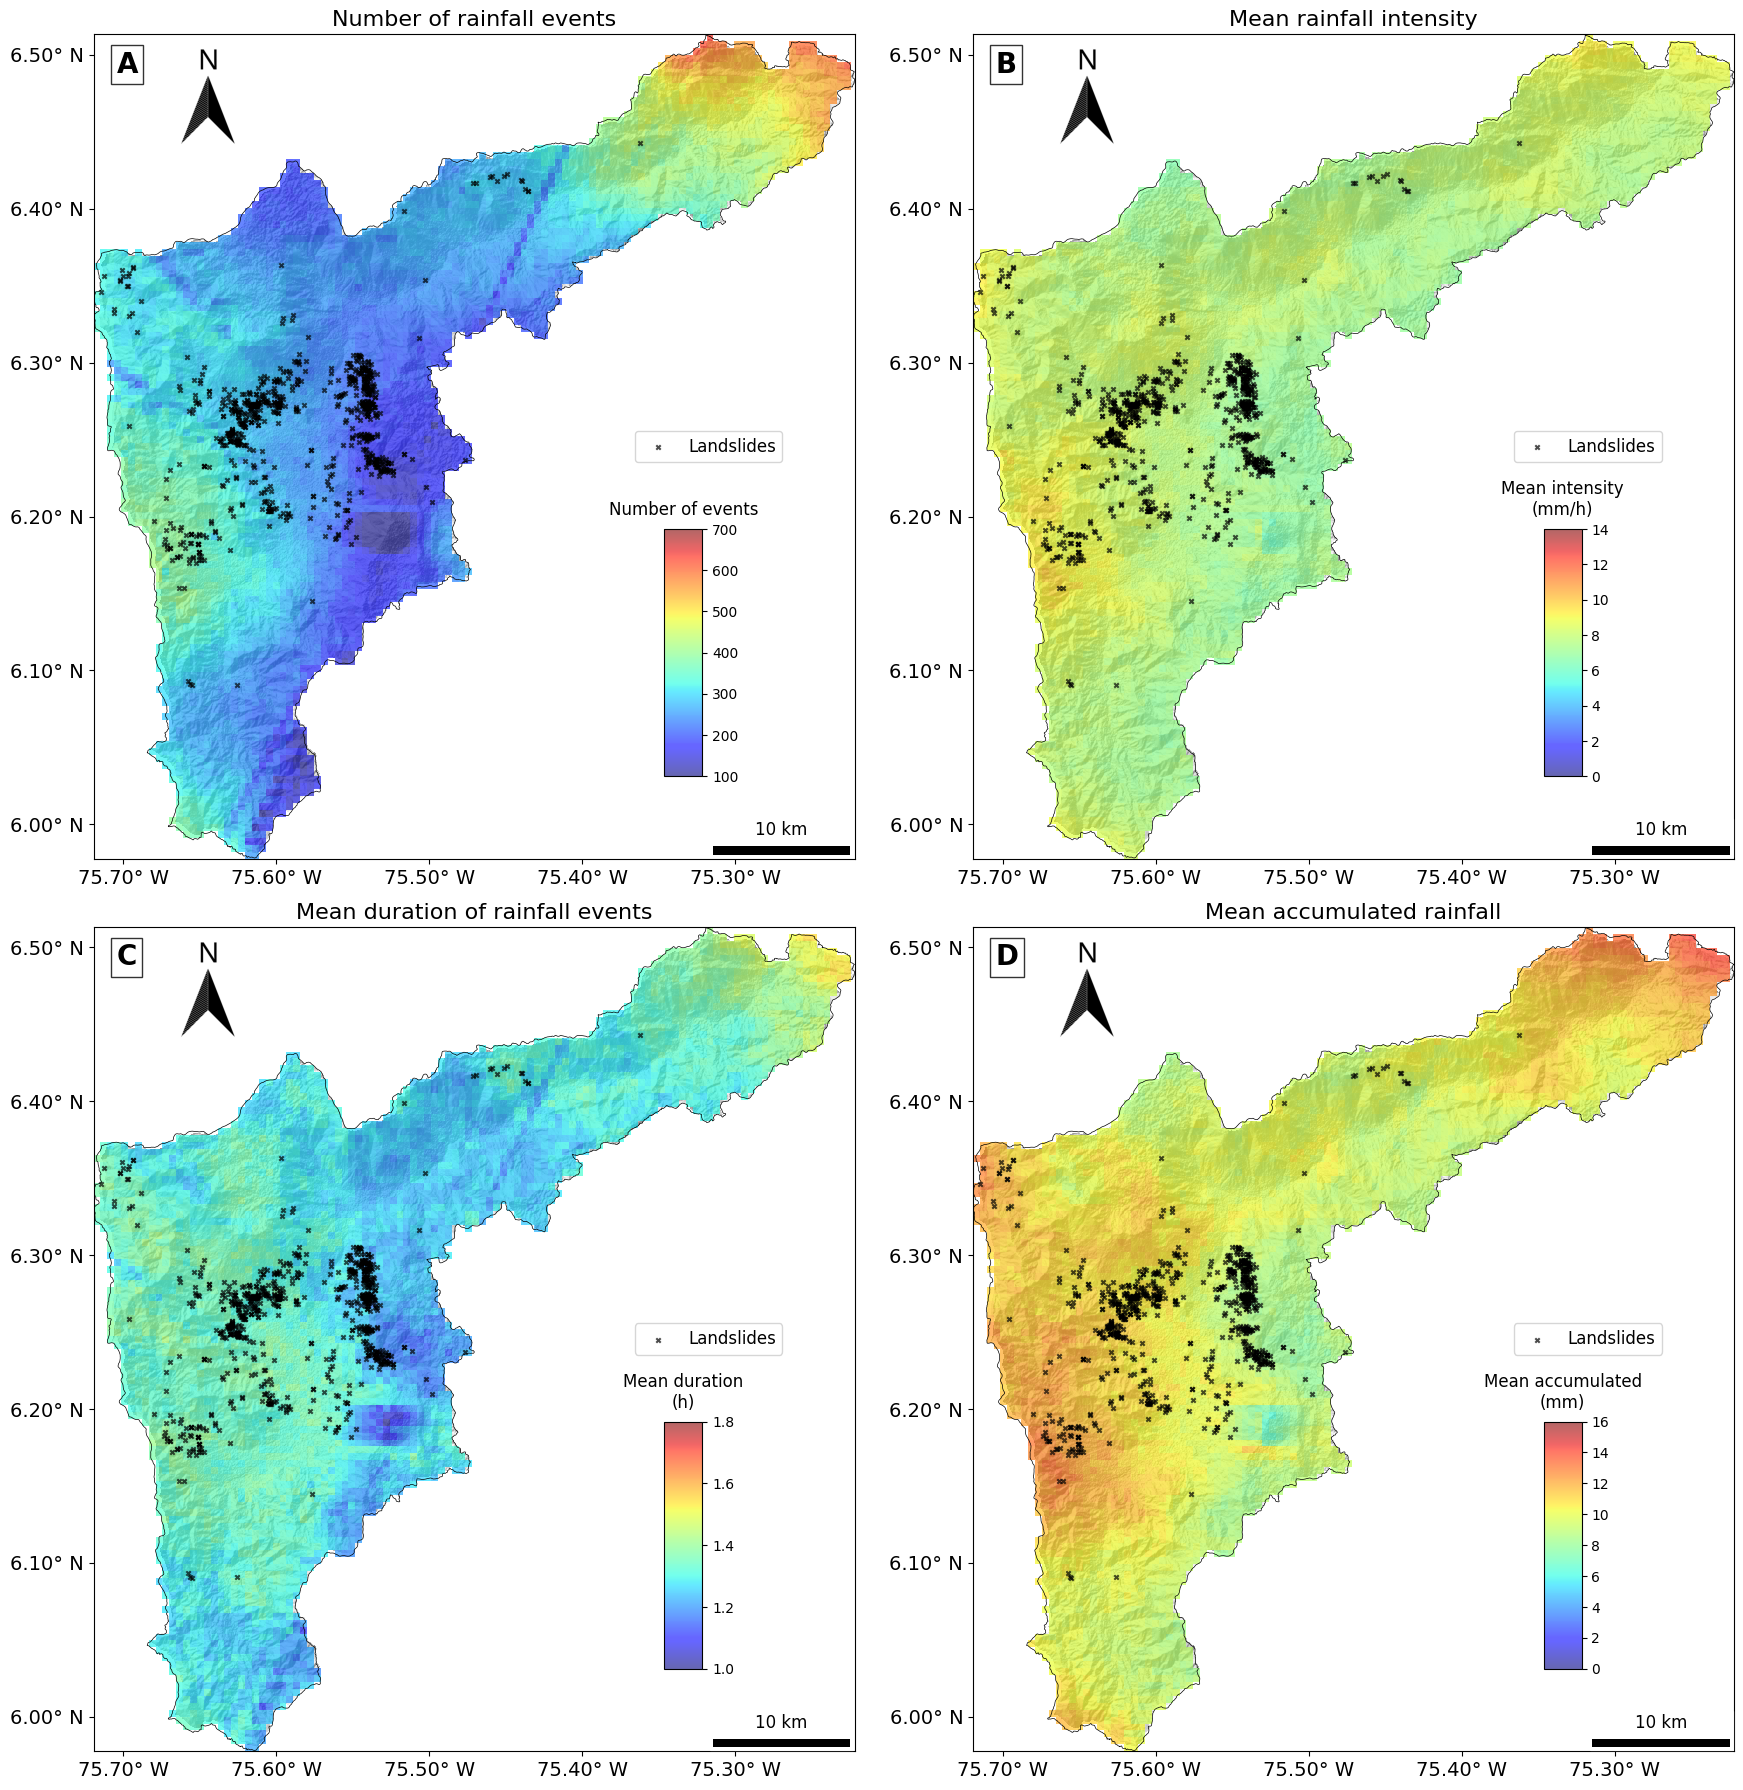 Number of rainfall events
A
N
6.50° N
6.40° N
6.30° N
6.20° N
6.10° N
6.00° N
Landslides
Number of events
700
600
500
400
300
200
100
10 km
75.70° W 75.60° W 75.50° W 75.40° W 75.30° W
Mean rainfall intensity
B
N
6.50° N
6.40° N
6.30° N
6.20° N
6.10° N
6.00° N
Landslides
Mean intensity
(mm/h)
14
12
10
8
6
4
2
0
10 km
75.70° W 75.60° W 75.50° W 75.40° W 75.30° W
Mean duration of rainfall events
C
N
6.50° N
6.40° N
6.30° N
6.20° N
6.10° N
6.00° N
Landslides
Mean duration
(h)
1.8
1.6
1.4
1.2
1.0
10 km
75.70° W 75.60° W 75.50° W 75.40° W 75.30° W
Mean accumulated rainfall
D
N
6.50° N
6.40° N
6.30° N
6.20° N
6.10° N
6.00° N
Landslides
Mean accumulated
(mm)
16
14
12
10
8
6
4
2
0
10 km
75.70° W 75.60° W 75.50° W 75.40° W 75.30° W